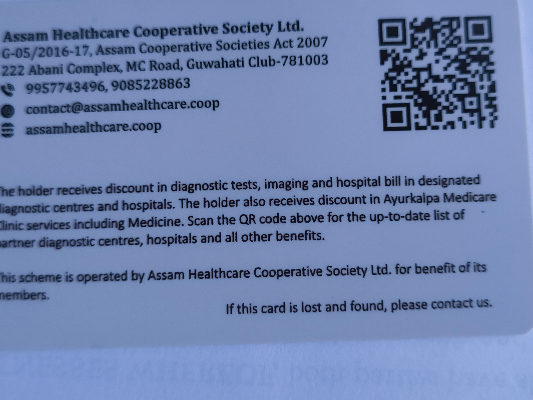 Assam Healthcare Cooperative Society Ltd.
G-05/2016-17, Assam Cooperative Societies Act 2007
222 Abani Complex, MC Road, Guwahati Club-781003
9957743496, 9085228863
contact@assamhealthcare.coop
assamhealthcare.coop
The holder receives discount in diagnostic tests, imaging and hospital bill in designated
diagnostic centres and hospitals. The holder also receives discount in Ayurkalpa Medicare
Clinic services including Medicine. Scan the QR code above for the up-to-date list of
partner diagnostic centres, hospitals and all other benefits.
This scheme is operated by Assam Healthcare Cooperative Society Ltd. for benefit of its
members.
If this card is lost and found, please contact us.